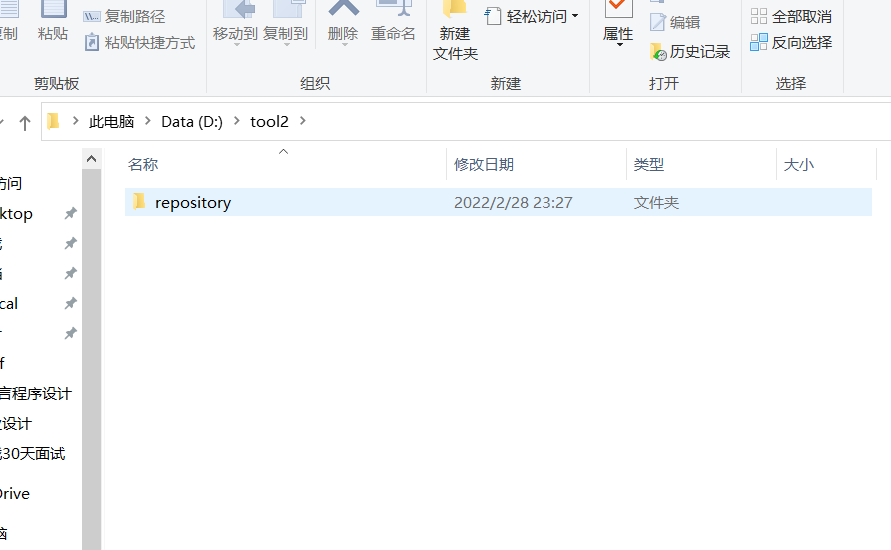 复制路径
粘贴
粘贴快捷方式
剪贴板
移动到
复制到
删除
重命名
组织
新建
文件夹
轻松访问
新建
属性
编辑
历史记录
打开
全部取消
反向选择
选择
此电脑 Data (D:) tool2
名称 修改日期 类型 大小
repository 2022/2/28 23:27 文件夹
访问
ktop
cal
f
言程序设计
设计
30天面试
Drive
脑